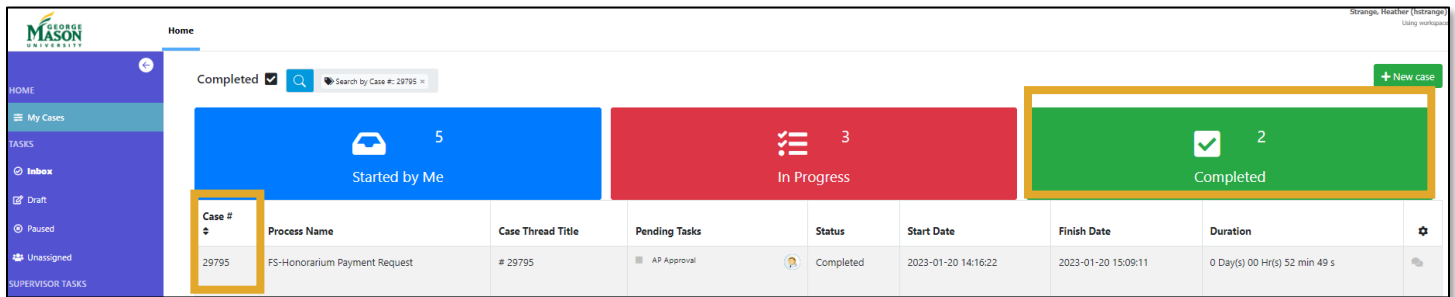 GEORGE
MASON
UNIVERSITY
Home
Strange, Heather (hstrange)
Using workspace
HOME
My Cases
TASKS
Inbox
Draft
Paused
Unassigned
SUPERVISOR TASKS
Completed
Search by Case #: 29795 ×
+ New case
5
Started by Me
3
In Progress
2
Completed
Case # Process Name Case Thread Title Pending Tasks Status Start Date Finish Date Duration
29795 FS-Honorarium Payment Request # 29795 AP Approval Completed 2023-01-20 14:16:22 2023-01-20 15:09:11 0 Day(s) 00 Hr(s) 52 min 49 s